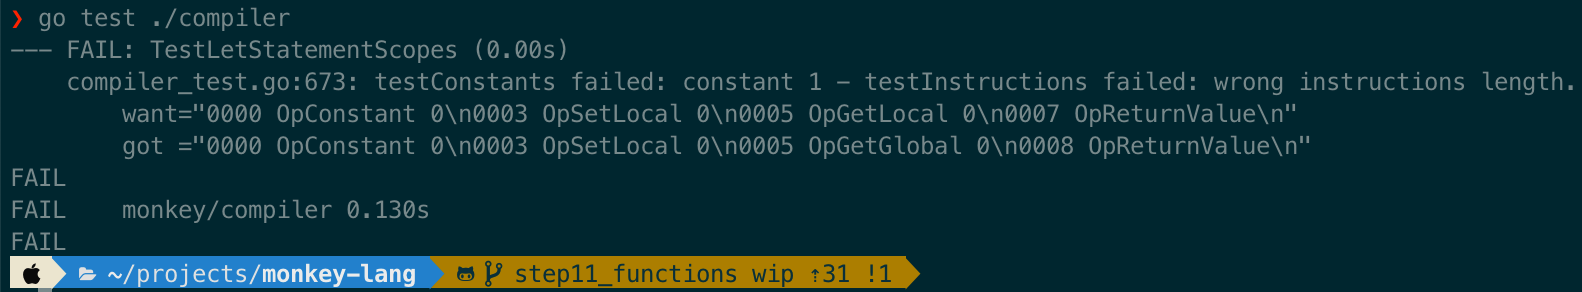 ❯ go test ./compiler
--- FAIL: TestLetStatementScopes (0.00s)
    compiler_test.go:673: testConstants failed: constant 1 - testInstructions failed: wrong instructions length.
        want="0000 OpConstant 0\n0003 OpSetLocal 0\n0005 OpGetLocal 0\n0007 OpReturnValue\n"
        got ="0000 OpConstant 0\n0003 OpSetLocal 0\n0005 OpGetGlobal 0\n0008 OpReturnValue\n"
FAIL
FAIL    monkey/compiler 0.130s
FAIL
~/projects/monkey-lang step11_functions wip ⇡31 !1